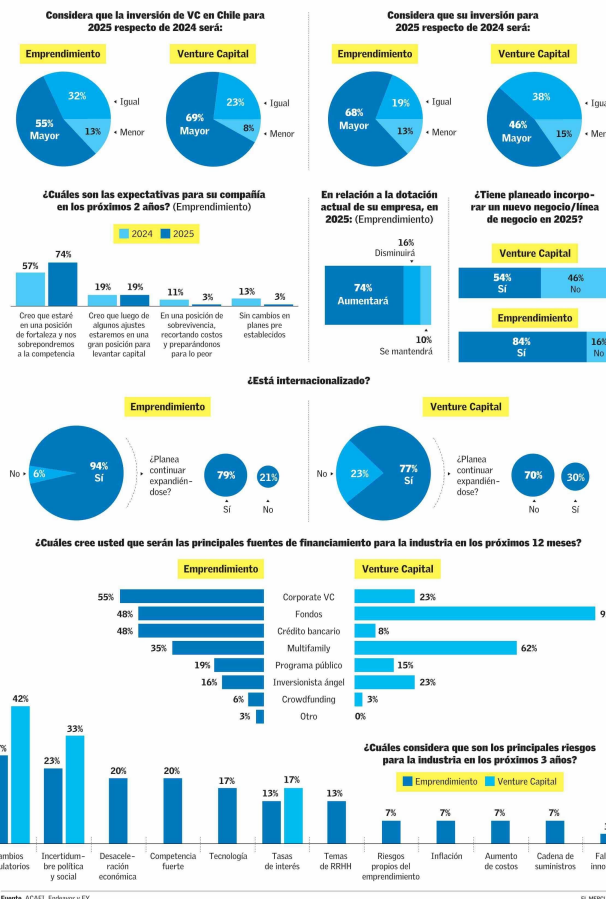 Considera que la inversión de VC en Chile para
2025 respecto de 2024 será:
Emprendimiento
32%
55%
Mayor
13%
Igual
Menor
Venture Capital
23%
69%
Mayor
8%
Igual
Menor
Considera que su inversión para
2025 respecto de 2024 será:
Emprendimiento
19%
68%
Mayor
13%
Igual
Menor
Venture Capital
38%
46%
Mayor
15%
¿Cuáles son las expectativas para su compañía
en los próximos 2 años? (Emprendimiento)
2024 2025
57% 74%
Creo que estaré
en una posición
de fortaleza y nos
sobrepondremos
a la competencia
19% 19%
Creo que luego de
algunos ajustes
estaremos en una
gran posición para
levantar capital
11% 3%
En una posición de
sobrevivencia,
recortando costos
y preparándonos
para lo peor
13% 3%
Sin cambios en
planes pre
establecidos
En relación a la dotación
actual de su empresa, en
2025: (Emprendimiento)
16%
Disminuirá
74%
Aumentará
10%
Se mantendrá
¿Tiene planeado incorpo-
rar un nuevo negocio/línea
de negocio en 2025?
Venture Capital
54% 46%
Sí No
Emprendimiento
84% 16%
Sí No
¿Está internacionalizado?
Emprendimiento
No 6%
94%
Sí
¿Planea
continuar
expandién-
dose?
79% 21%
Sí No
Venture Capital
No 23%
77%
Sí
¿Planea
continuar
expandién-
dose?
70% 30%
No Sí
¿Cuáles cree usted que serán las principales fuentes de financiamiento para la industria en los próximos 12 meses?
Emprendimiento Venture Capital
55% Corporate VC 23%
48% Fondos
48% Crédito bancario 8%
35% Multifamily 62%
19% Programa público 15%
16% Inversionista ángel 23%
6% Crowdfunding 3%
3% Otro 0%
¿Cuáles considera que son los principales riesgos
para la industria en los próximos 3 años?
Emprendimiento Venture Capital
42%
23% 33%
Incertidum-
bre política
y social
20%
Desacele-
ración
económica
20%
Competencia
fuerte
17%
Tecnología
13% 17%
Tasas
de interés
13%
Temas
de RRHH
7%
Riesgos
propios del
emprendimiento
7%
Inflación
7%
Aumento
de costos
7%
Cadena de
suministros